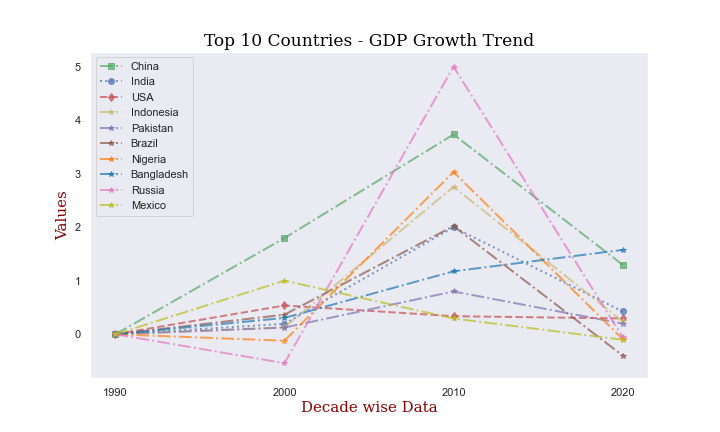 Top 10 Countries - GDP Growth Trend
5
4
3
2
1
0
Values
China
India
USA
Indonesia
Pakistan
Brazil
Nigeria
Bangladesh
Russia
Mexico
1990 2000 2010 2020
Decade wise Data